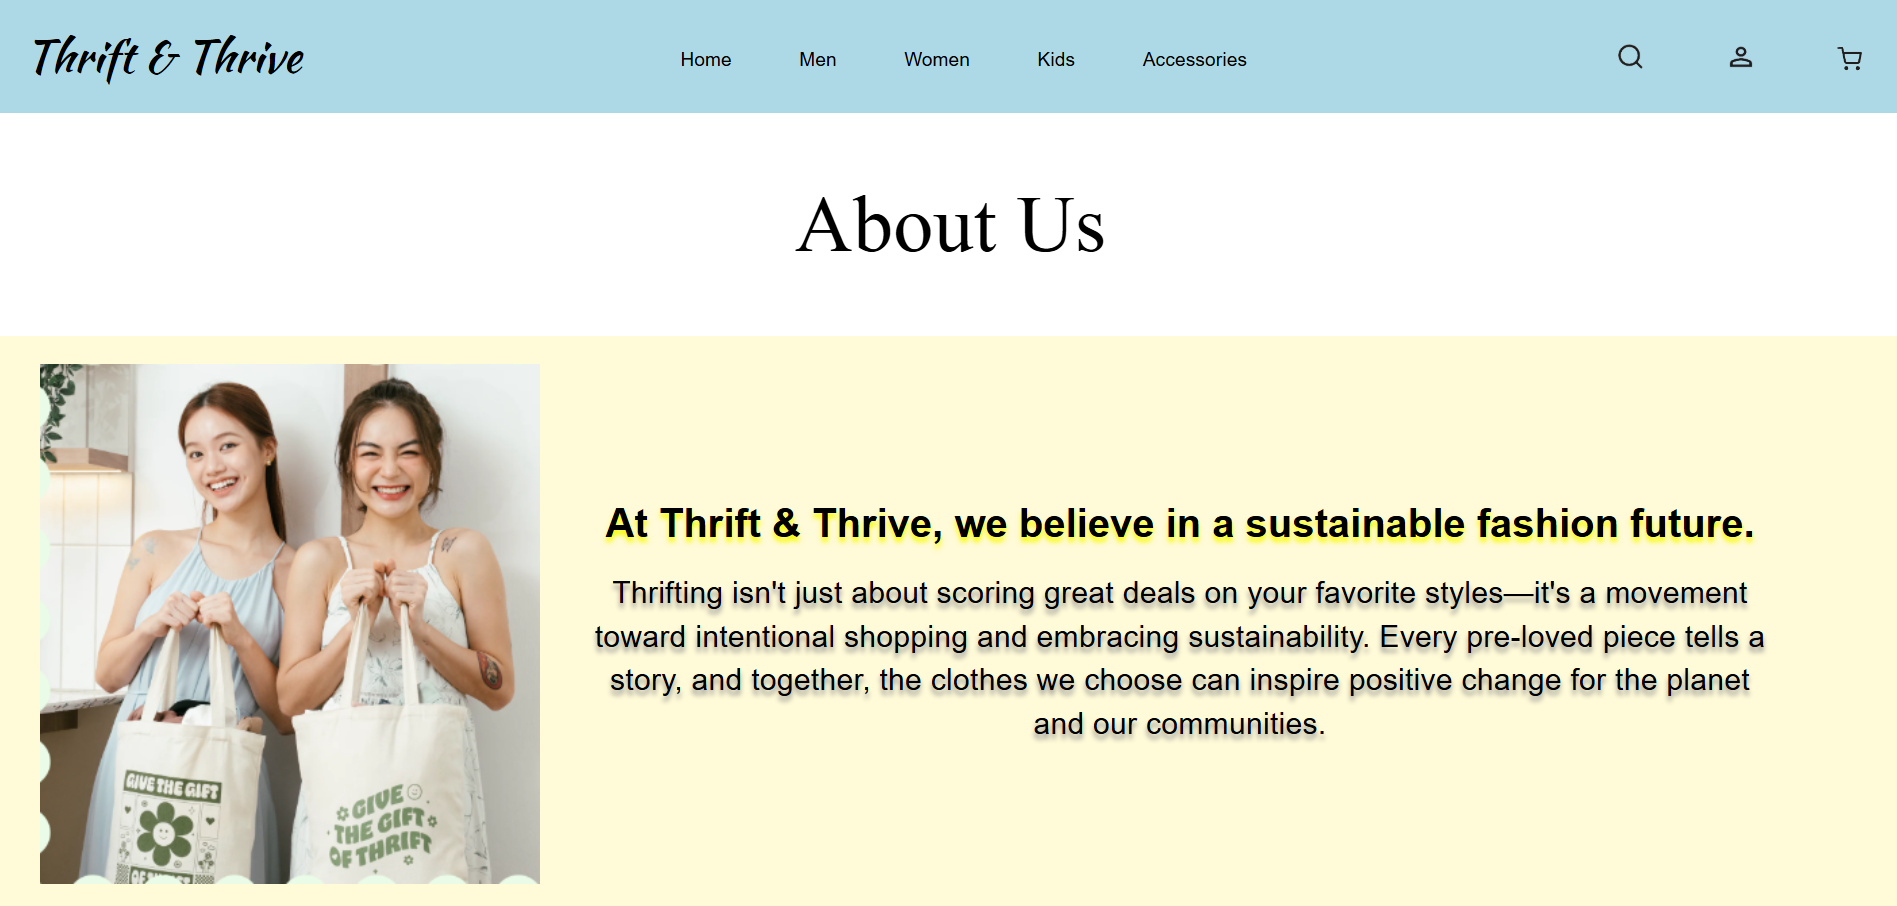 Thrift & Thrive
Home Men Women Kids Accessories
About Us
At Thrift & Thrive, we believe in a sustainable fashion future.
Thrifting isn't just about scoring great deals on your favorite styles—it's a movement
toward intentional shopping and embracing sustainability. Every pre-loved piece tells a
story, and together, the clothes we choose can inspire positive change for the planet
and our communities.
GIVE THE GIFT
GIVE
THE GIFT
OF THRIFT